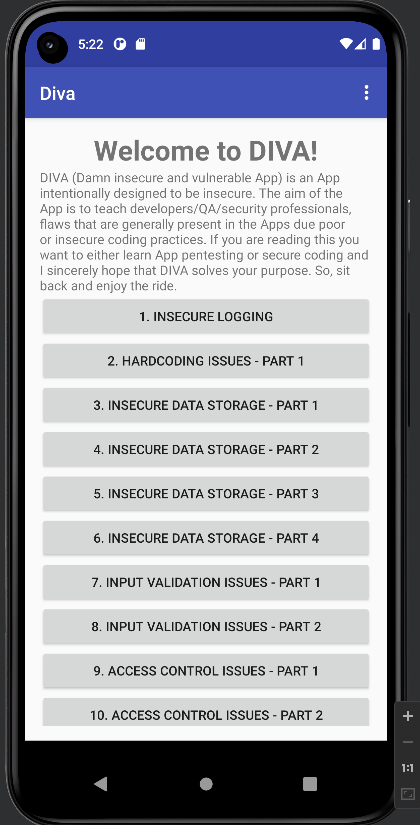 5:22
Diva
Welcome to DIVA!
DIVA (Damn insecure and vulnerable App) is an App
intentionally designed to be insecure. The aim of the
App is to teach developers/QA/security professionals,
flaws that are generally present in the Apps due poor
or insecure coding practices. If you are reading this you
want to either learn App pentesting or secure coding and
I sincerely hope that DIVA solves your purpose. So, sit
back and enjoy the ride.
1. INSECURE LOGGING
2. HARDCODING ISSUES - PART 1
3. INSECURE DATA STORAGE - PART 1
4. INSECURE DATA STORAGE - PART 2
5. INSECURE DATA STORAGE - PART 3
6. INSECURE DATA STORAGE - PART 4
7. INPUT VALIDATION ISSUES - PART 1
8. INPUT VALIDATION ISSUES - PART 2
9. ACCESS CONTROL ISSUES - PART 1
10. ACCESS CONTROL ISSUES - PART 2
1:1